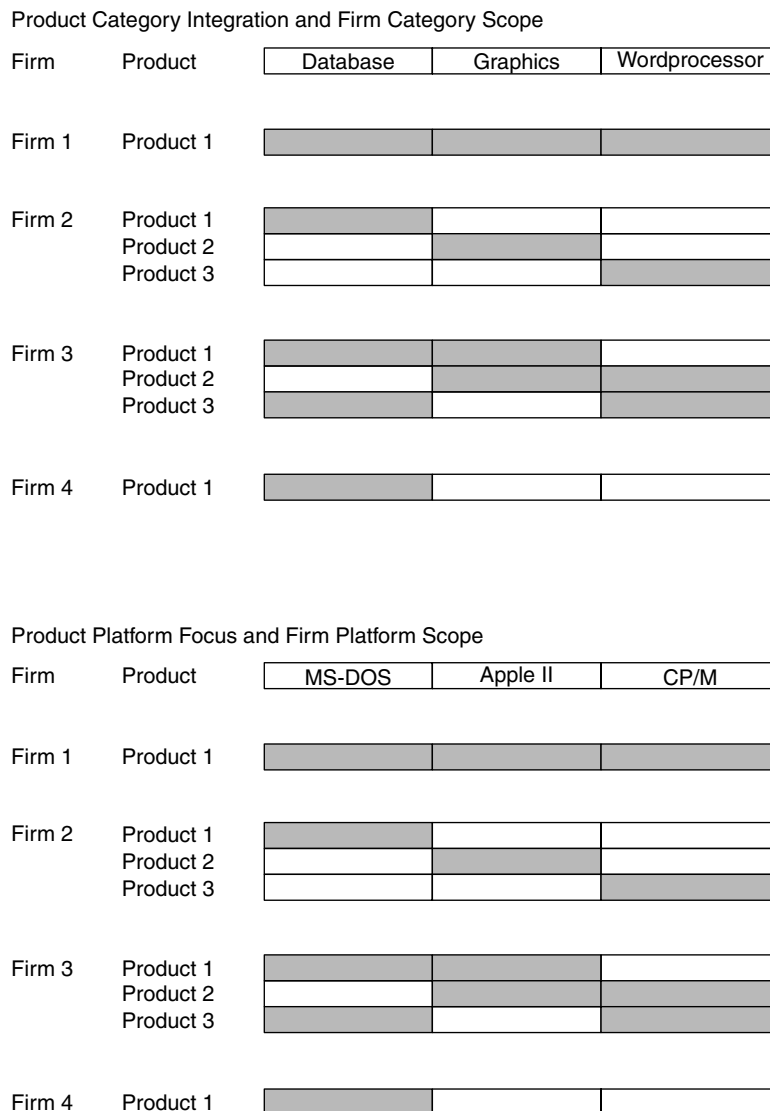 Product Category Integration and Firm Category Scope
Firm Product Database Graphics Wordprocessor
Firm 1 Product 1
Firm 2 Product 1
Product 2
Product 3
Firm 3 Product 1
Product 2
Product 3
Firm 4 Product 1
Product Platform Focus and Firm Platform Scope
Firm Product MS-DOS Apple II CP/M
Firm 1 Product 1
Firm 2 Product 1
Product 2
Product 3
Firm 3 Product 1
Product 2
Product 3
Firm 4 Product 1